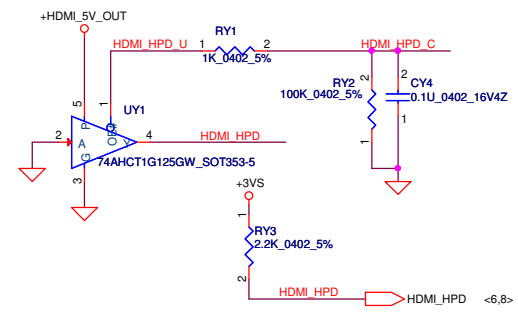 +HDMI_5V_OUT
RY1
HDMI_HPD_U 1 2 HDMI_HPD_C
1K_0402_5%
RY2 2 2 CY4
100K_0402_5% 0.1U_0402_16V4Z
5 1 UY1
P OE#
2 A Y 4 HDMI_HPD
G 74AHCT1G125GW_SOT353-5
3
1 1
+3VS
1
RY3
2.2K_0402_5%
2
HDMI_HPD HDMI_HPD <6,8>